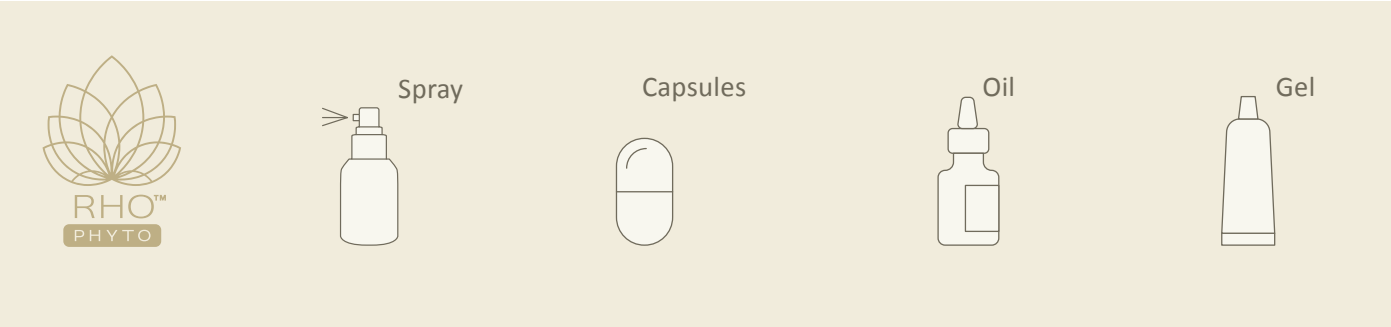 Spray
Capsules
Oil
Gel
RHO™
PHYTO